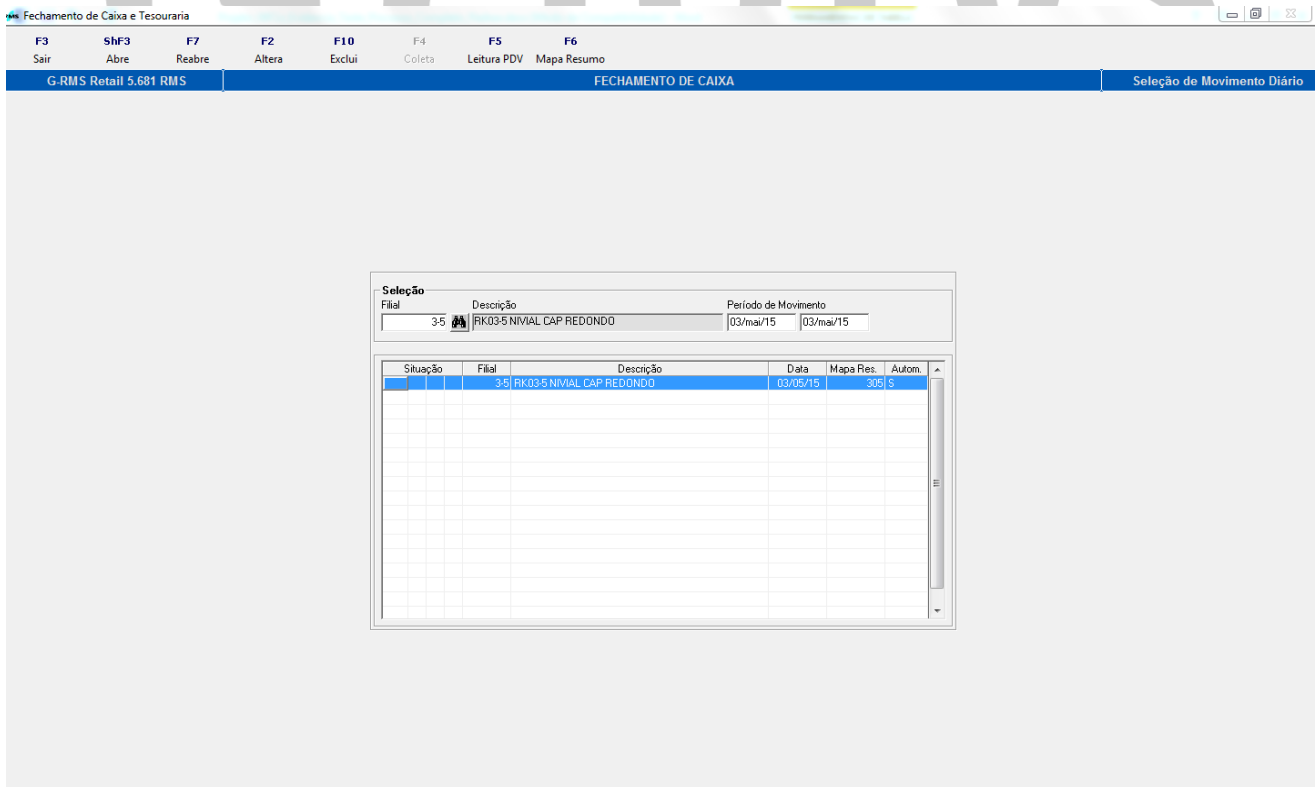 RMS Fechamento de Caixa e Tesouraria
F3 ShF3 F7 F2 F10 F4 F5 F6
Sair Abre Reabre Altera Exclui Coleta Leitura PDV Mapa Resumo
G-RMS Retail 5.681 RMS FECHAMENTO DE CAIXA Seleção de Movimento Diário
Seleção
Filial Descrição Período de Movimento
3-5 RK03-5 NIVIAL CAP REDONDO 03/mai/15 03/mai/15
Situação Filial Descrição Data Mapa Res. Autom.
3-5 RK03-5 NIVIAL CAP REDONDO 03/05/15 305 S